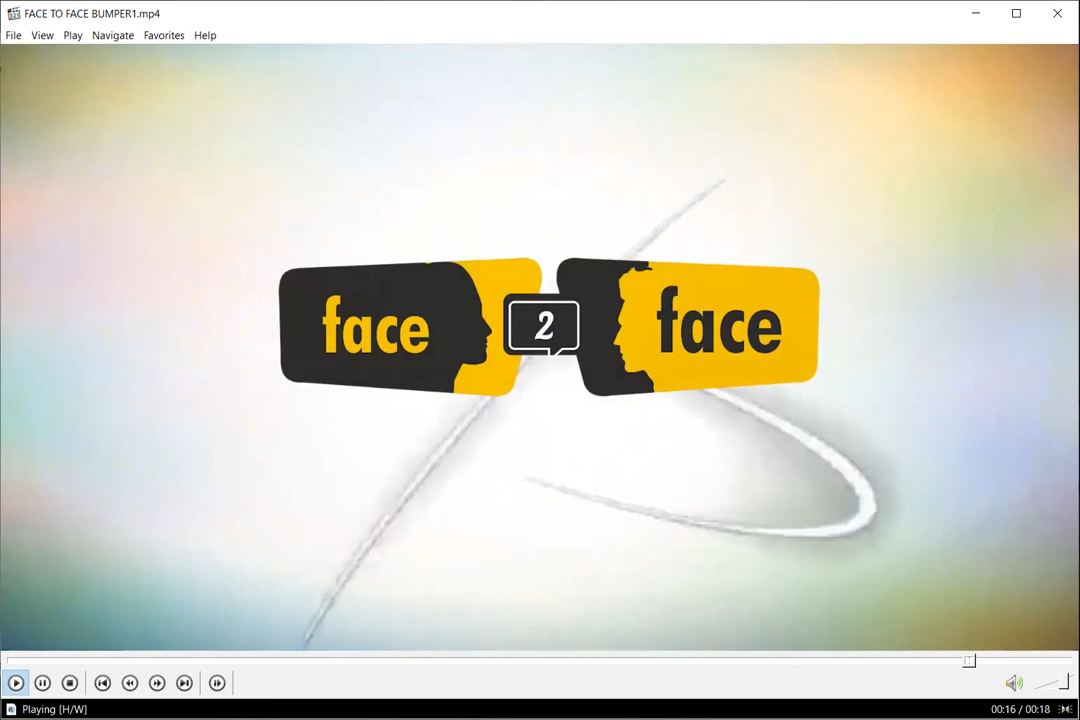 FACE TO FACE BUMPER1.mp4
File View Play Navigate Favorites Help
face 2 face
Playing [H/W]
00:16 / 00:18